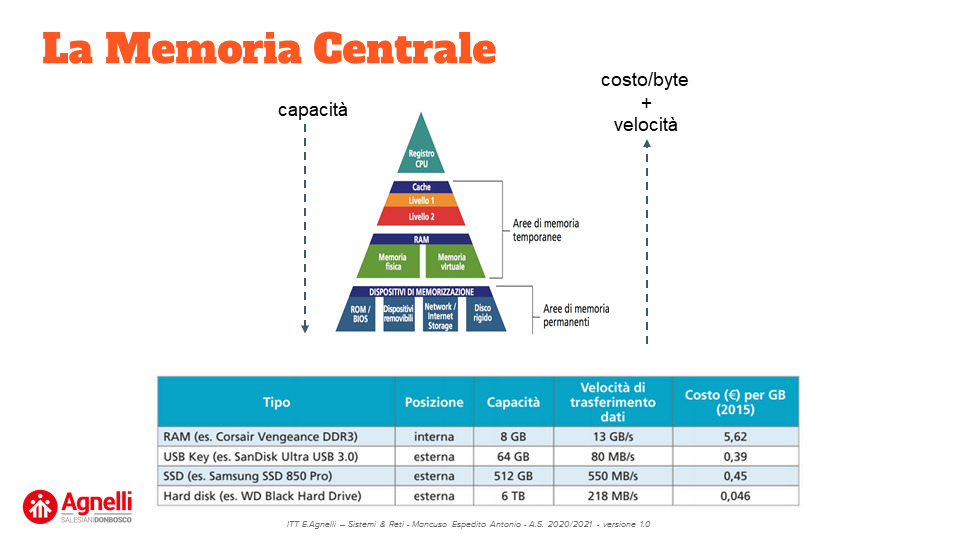 La Memoria Centrale
capacità
costo/byte
+
velocità
Registro
CPU
Cache
Livello 1
Livello 2
RAM
Memoria
fisica
Memoria
virtuale
Aree di memoria
temporanee
DISPOSITIVI DI MEMORIZZAZIONE
ROM /
BIOS
Dispositivi
removibili
Network /
Internet
Storage
Disco
rigido
Aree di memoria
permanenti
Tipo Posizione Capacità Velocità di trasferimento dati Costo (€) per GB (2015)
RAM (es. Corsair Vengeance DDR3) interna 8 GB 13 GB/s 5,62
USB Key (es. SanDisk Ultra USB 3.0) esterna 64 GB 80 MB/s 0,39
SSD (es. Samsung SSD 850 Pro) esterna 512 GB 550 MB/s 0,45
Hard disk (es. WD Black Hard Drive) esterna 6 TB 218 MB/s 0,046
Agnelli
SALESIANIDONBOSCO
ITT E.Agnelli – Sistemi & Reti - Mancuso Espedito Antonio - A.S. 2020/2021 - versione 1.0